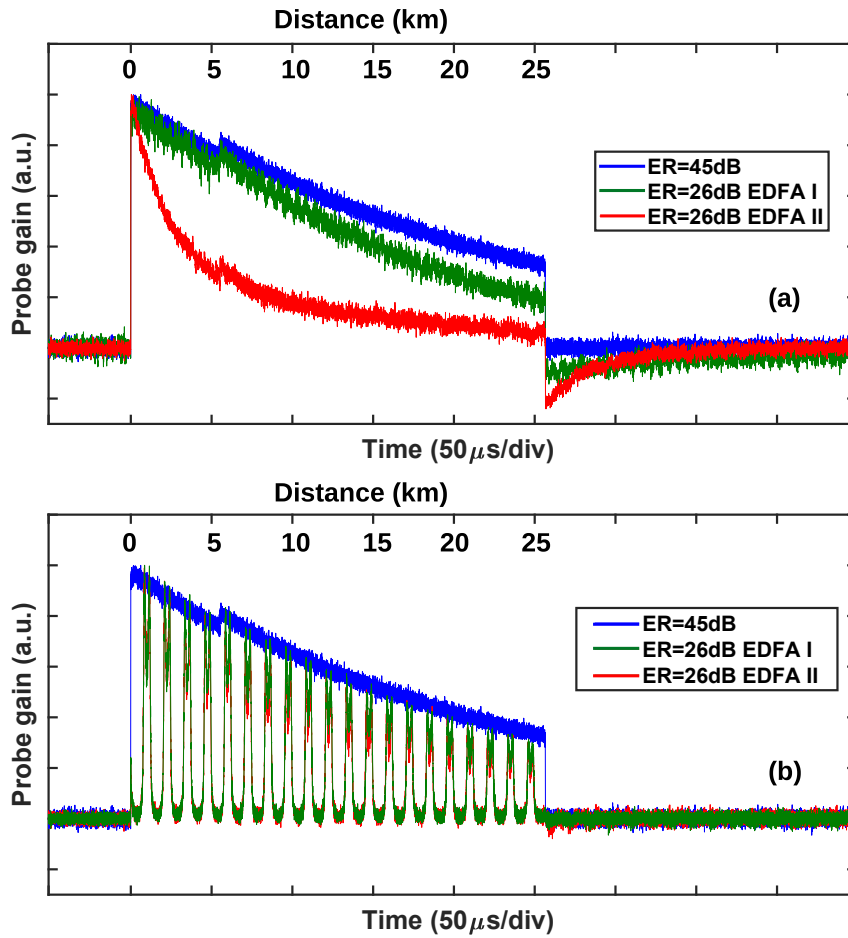 Distance (km)
0 5 10 15 20 25
Probe gain (a.u.)
ER=45dB
ER=26dB EDFA I
ER=26dB EDFA II
(a)
Time (50μs/div)
Distance (km)
0 5 10 15 20 25
Probe gain (a.u.)
ER=45dB
ER=26dB EDFA I
ER=26dB EDFA II
(b)
Time (50μs/div)